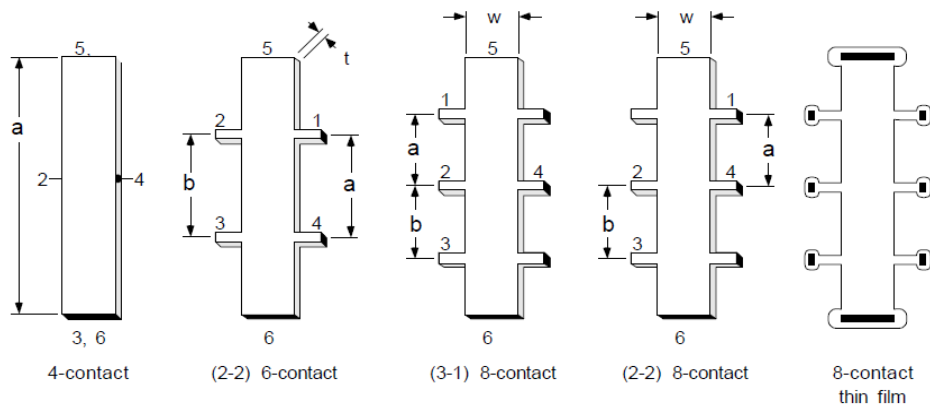 5,
a
2
4
3, 6
4-contact
5
t
2
1
b
a
3
4
6
(2-2) 6-contact
w
5
1
a
2
4
b
3
6
(3-1) 8-contact
w
5
1
a
2
4
b
3
6
(2-2) 8-contact
8-contact
thin film